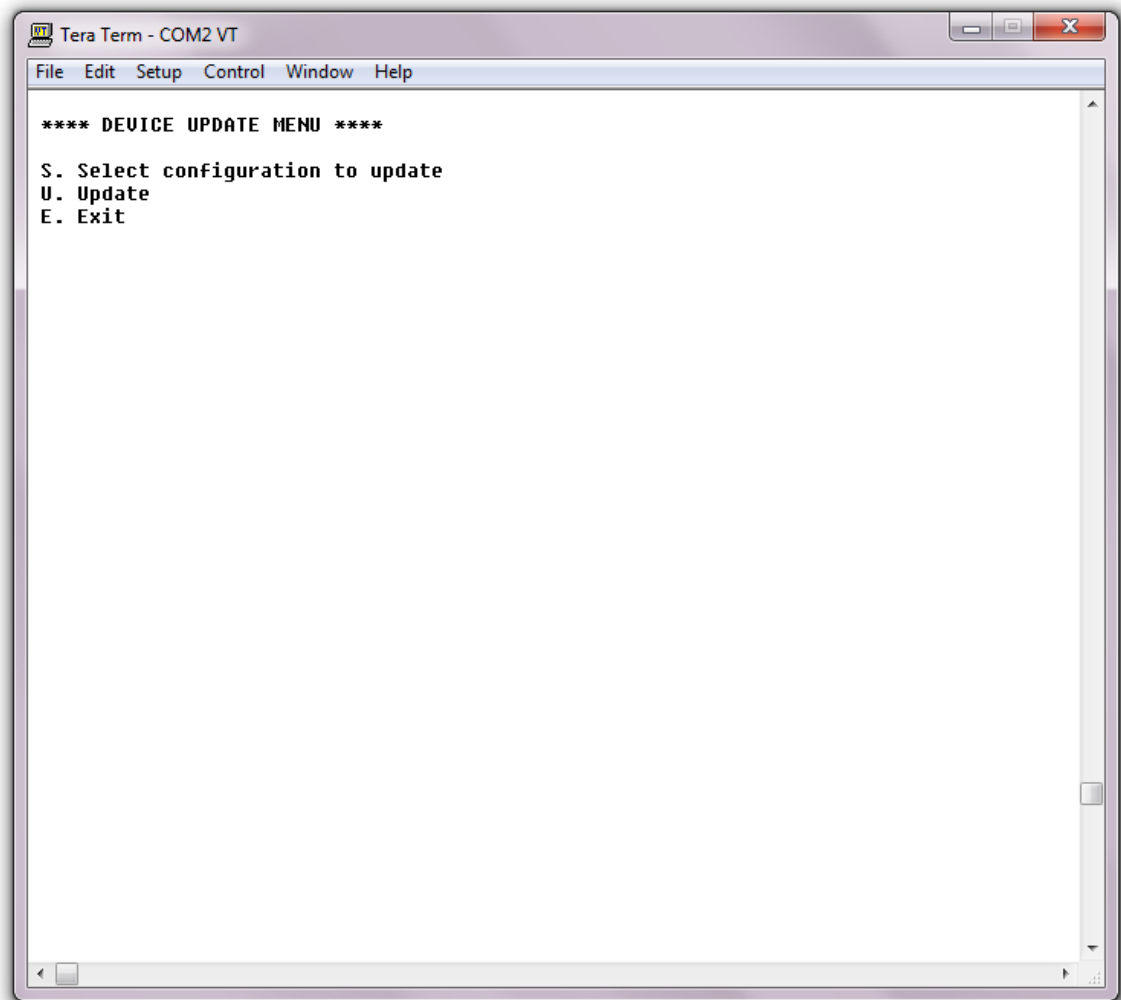 Tera Term - COM2 VT
File Edit Setup Control Window Help
**** DEVICE UPDATE MENU ****
S. Select configuration to update
U. Update
E. Exit